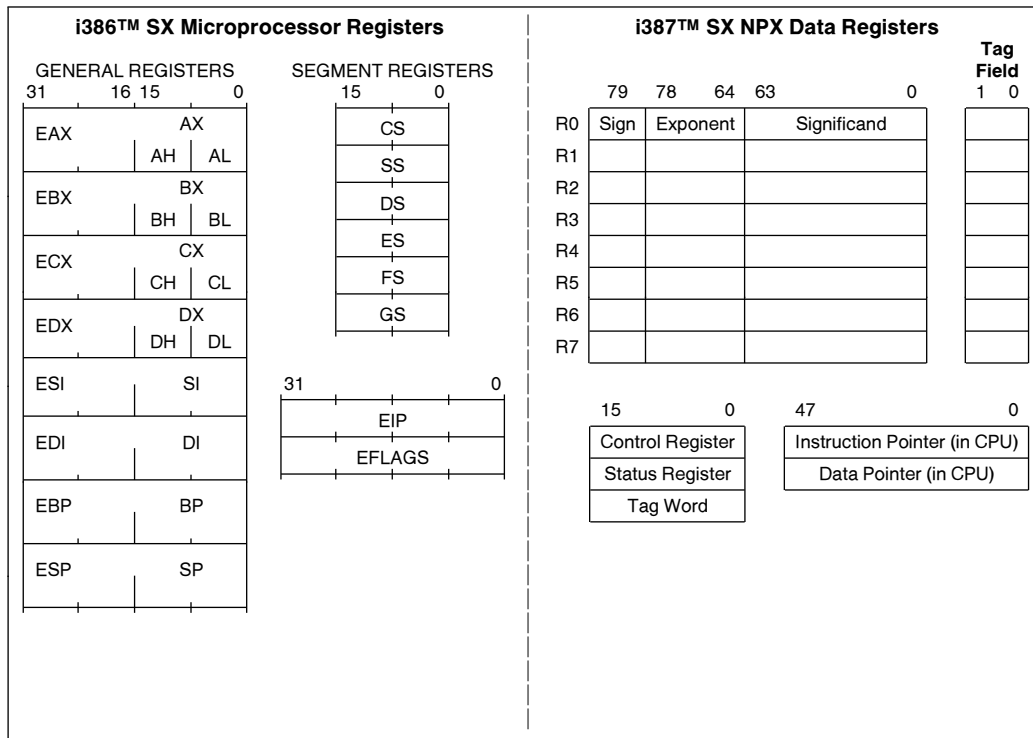 i386™ SX Microprocessor Registers
GENERAL REGISTERS
31 16 15 0
EAX AX
AH AL
EBX BX
BH BL
ECX CX
CH CL
EDX DX
DH DL
ESI SI
EDI DI
EBP BP
ESP SP
SEGMENT REGISTERS
15 0
CS
SS
DS
ES
FS
GS
31 0
EIP
EFLAGS
i387™ SX NPX Data Registers
Tag
Field
79 78 64 63 0 1 0
R0 Sign Exponent Significand
R1
R2
R3
R4
R5
R6
R7
15 0
Control Register
Status Register
Tag Word
47 0
Instruction Pointer (in CPU)
Data Pointer (in CPU)